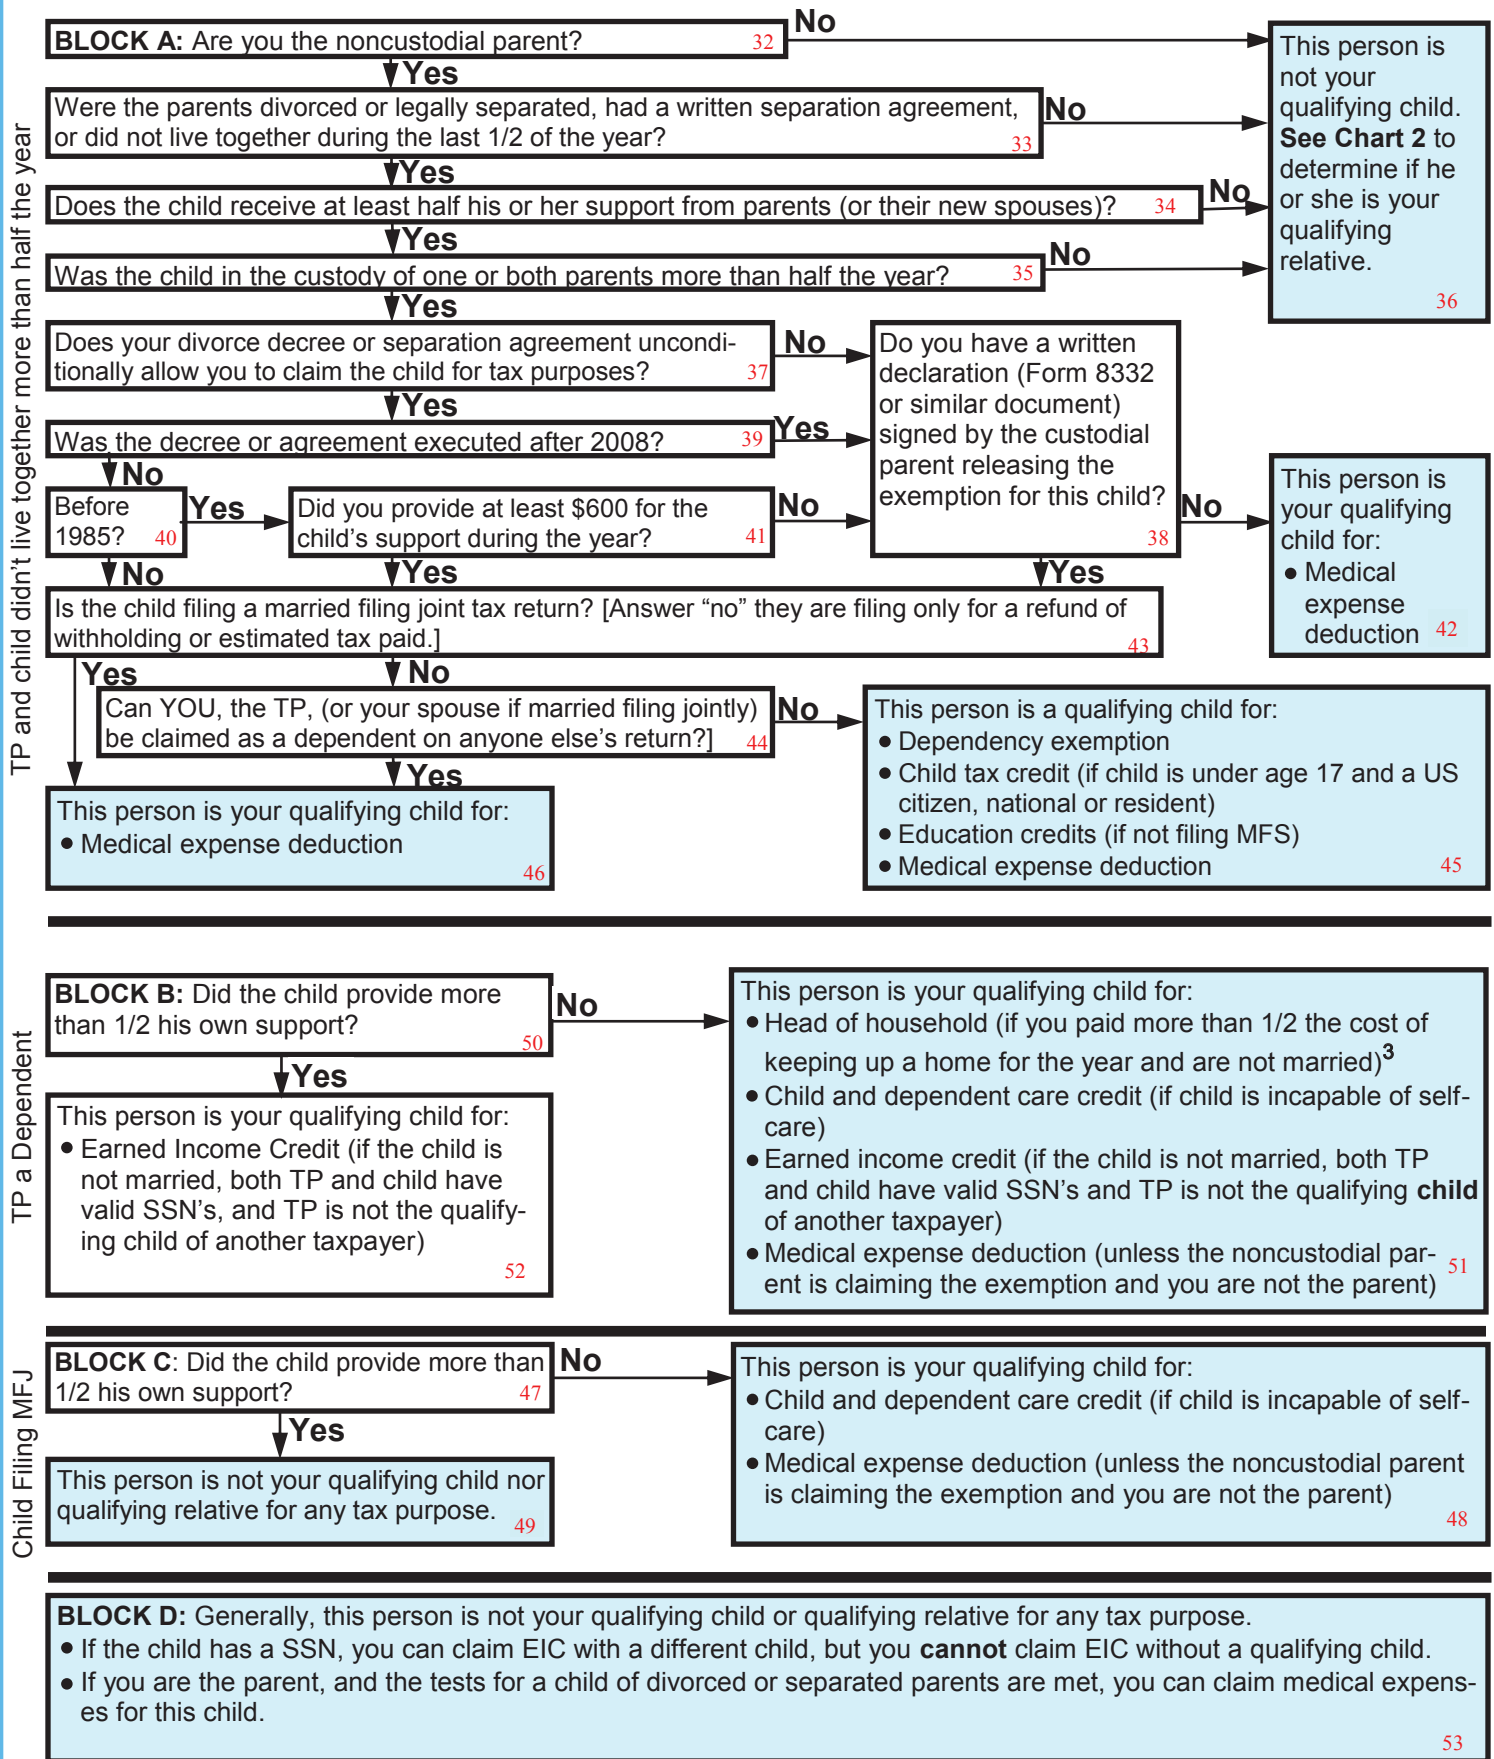 TP and child didn't live together more than half the year
BLOCK A: Are you the noncustodial parent? 32
No
Yes
Were the parents divorced or legally separated, had a written separation agreement,
or did not live together during the last 1/2 of the year? 33
No
Yes
Does the child receive at least half his or her support from parents (or their new spouses)? 34
No
Yes
Was the child in the custody of one or both parents more than half the year? 35
No
Yes
This person is
not your
qualifying child.
See Chart 2 to
determine if he
or she is your
qualifying
relative.
36
Does your divorce decree or separation agreement uncondi-
tionally allow you to claim the child for tax purposes? 37
No
Yes
Do you have a written
declaration (Form 8332
or similar document)
signed by the custodial
parent releasing the
exemption for this child?
38
No
Yes
Was the decree or agreement executed after 2008? 39
Yes
No
Before
1985? 40
Yes
No
Did you provide at least $600 for the
child's support during the year? 41
No
Yes
This person is
your qualifying
child for:
● Medical
expense
deduction 42
Is the child filing a married filing joint tax return? [Answer “no” they are filing only for a refund of
withholding or estimated tax paid.] 43
Yes
No
Can YOU, the TP, (or your spouse if married filing jointly)
be claimed as a dependent on anyone else's return?] 44
No
Yes
This person is a qualifying child for:
● Dependency exemption
● Child tax credit (if child is under age 17 and a US
citizen, national or resident)
● Education credits (if not filing MFS)
● Medical expense deduction 45
This person is your qualifying child for:
● Medical expense deduction
46
TP a Dependent
BLOCK B: Did the child provide more
than 1/2 his own support?
50
No
Yes
This person is your qualifying child for:
● Earned Income Credit (if the child is
not married, both TP and child have
valid SSN's, and TP is not the qualify-
ing child of another taxpayer)
52
This person is your qualifying child for:
● Head of household (if you paid more than 1/2 the cost of
keeping up a home for the year and are not married)3
● Child and dependent care credit (if child is incapable of self-
care)
● Earned income credit (if the child is not married, both TP
and child have valid SSN's and TP is not the qualifying child
of another taxpayer)
● Medical expense deduction (unless the noncustodial par-
ent is claiming the exemption and you are not the parent) 51
Child Filing MFJ
BLOCK C: Did the child provide more than
1/2 his own support? 47
No
Yes
This person is not your qualifying child nor
qualifying relative for any tax purpose. 49
This person is your qualifying child for:
● Child and dependent care credit (if child is incapable of self-
care)
● Medical expense deduction (unless the noncustodial parent
is claiming the exemption and you are not the parent)
48
BLOCK D: Generally, this person is not your qualifying child or qualifying relative for any tax purpose.
● If the child has a SSN, you can claim EIC with a different child, but you cannot claim EIC without a qualifying child.
● If you are the parent, and the tests for a child of divorced or separated parents are met, you can claim medical expens-
es for this child.
53